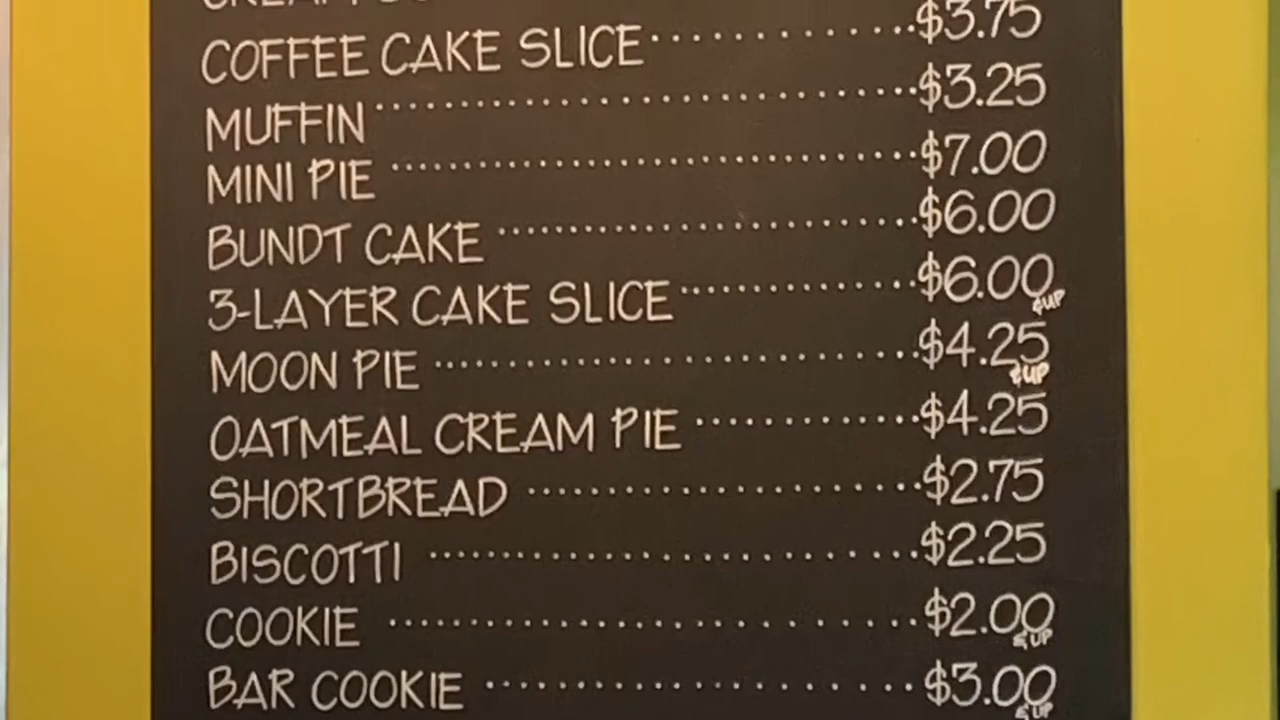 COFFEE CAKE SLICE $3.75
MUFFIN $3.25
MINI PIE $7.00
BUNDT CAKE $6.00
3-LAYER CAKE SLICE $6.00 & UP
MOON PIE $4.25 & UP
OATMEAL CREAM PIE $4.25
SHORTBREAD $2.75
BISCOTTI $2.25
COOKIE $2.00 & UP
BAR COOKIE $3.00 & UP